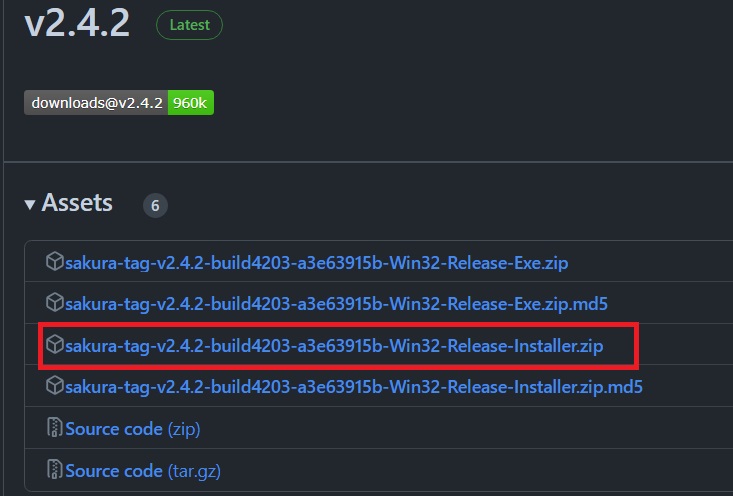 v2.4.2 Latest
downloads@v2.4.2 960k
▾ Assets 6
sakura-tag-v2.4.2-build4203-a3e63915b-Win32-Release-Exe.zip
sakura-tag-v2.4.2-build4203-a3e63915b-Win32-Release-Exe.zip.md5
sakura-tag-v2.4.2-build4203-a3e63915b-Win32-Release-Installer.zip
sakura-tag-v2.4.2-build4203-a3e63915b-Win32-Release-Installer.zip.md5
Source code (zip)
Source code (tar.gz)